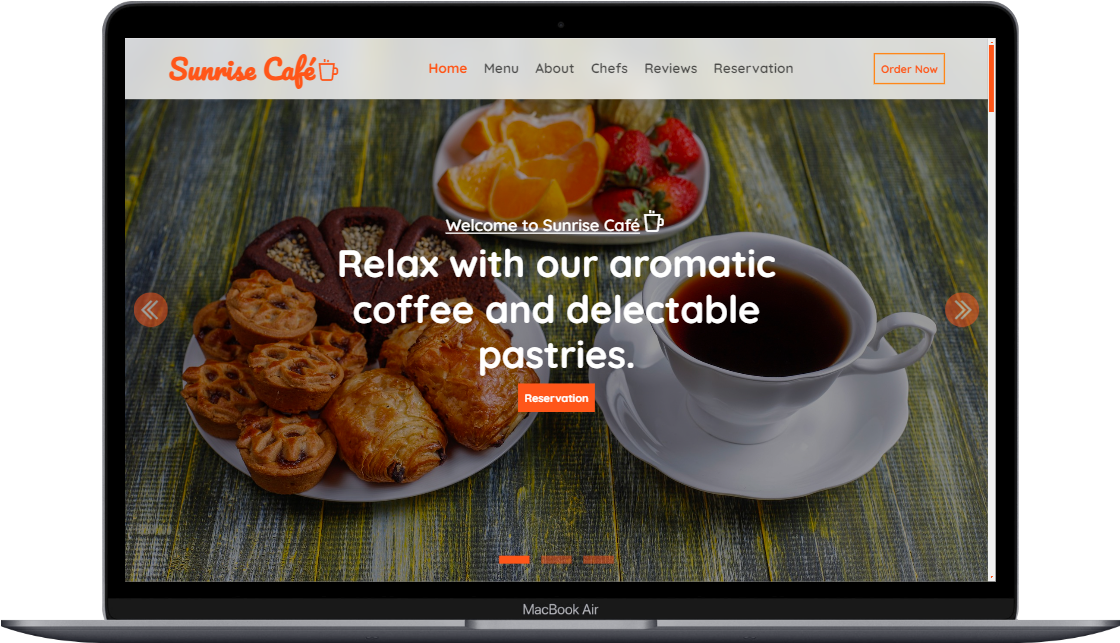 Sunrise Café
Home Menu About Chefs Reviews Reservation
Order Now
Welcome to Sunrise Café
Relax with our aromatic
coffee and delectable
pastries.
Reservation
MacBook Air